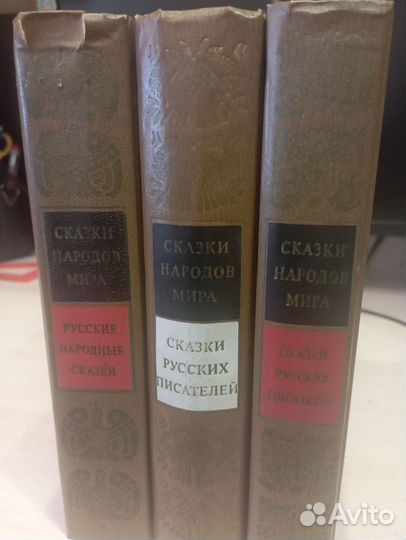 СКАЗКИ
НАРОДОВ
МИРА
РУССКИЕ
НАРОДНЫЕ
СКАЗКИ
СКАЗКИ
НАРОДОВ
МИРА
СКАЗКИ
РУССКИХ
ПИСАТЕЛЕЙ
СКАЗКИ
НАРОДОВ
МИРА
СКАЗКИ
РУССКИХ
ПИСАТЕЛЕЙ
Avito